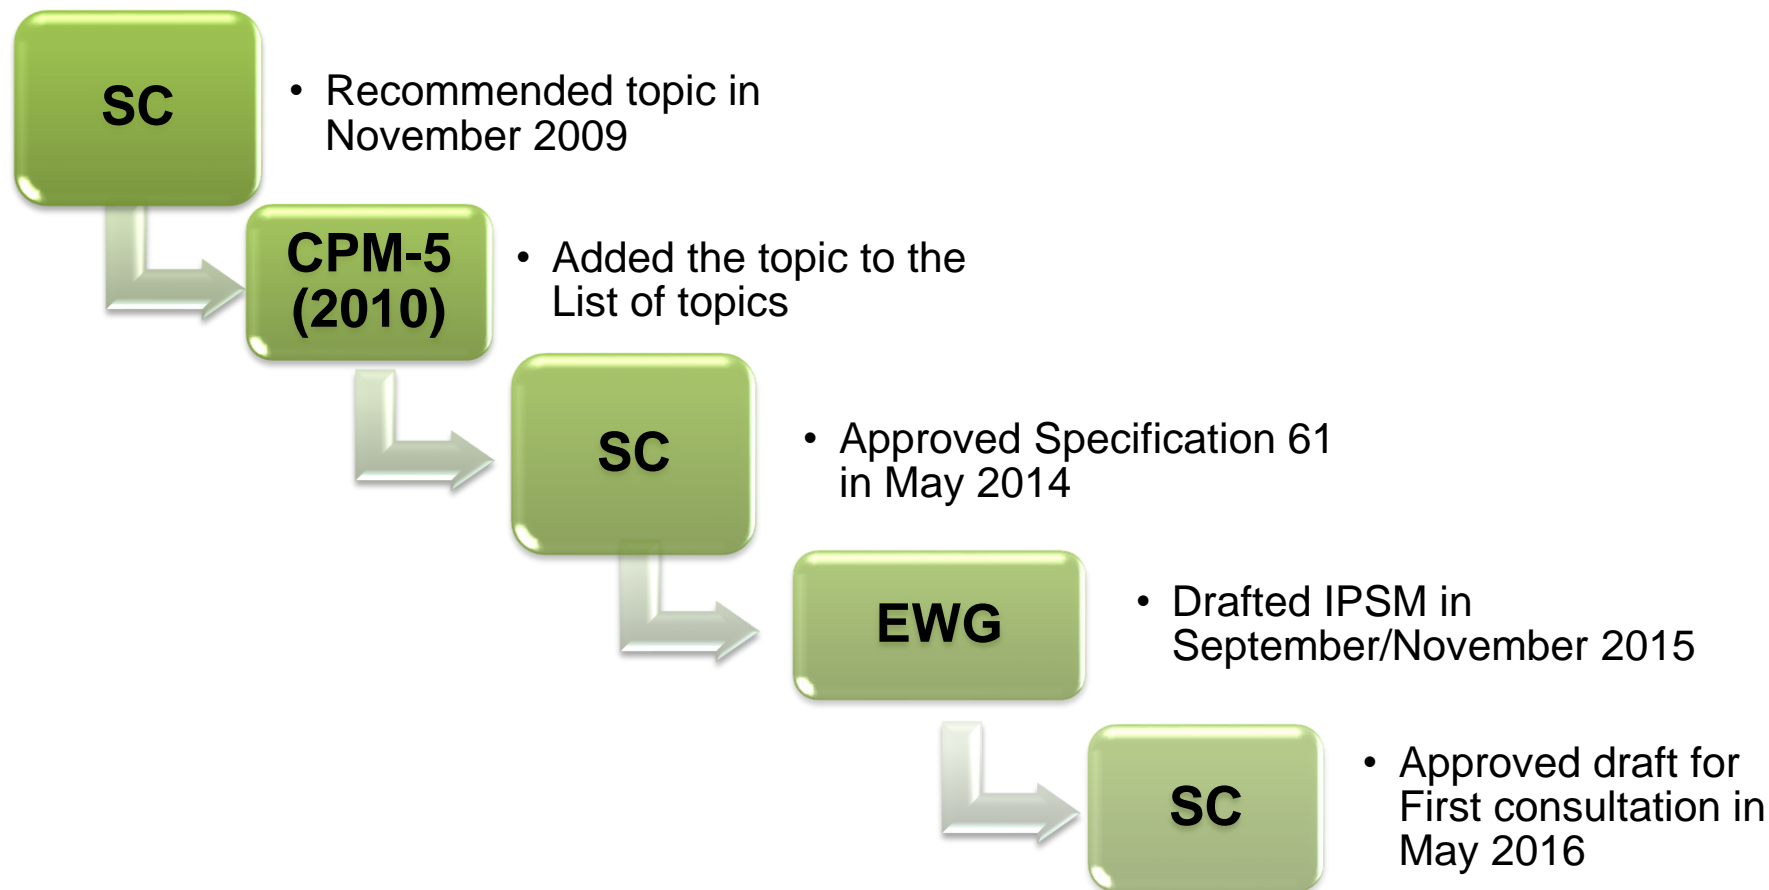 SC
• Recommended topic in
November 2009
CPM-5
(2010)
• Added the topic to the
List of topics
SC
• Approved Specification 61
in May 2014
EWG
• Drafted IPSM in
September/November 2015
SC
• Approved draft for
First consultation in
May 2016